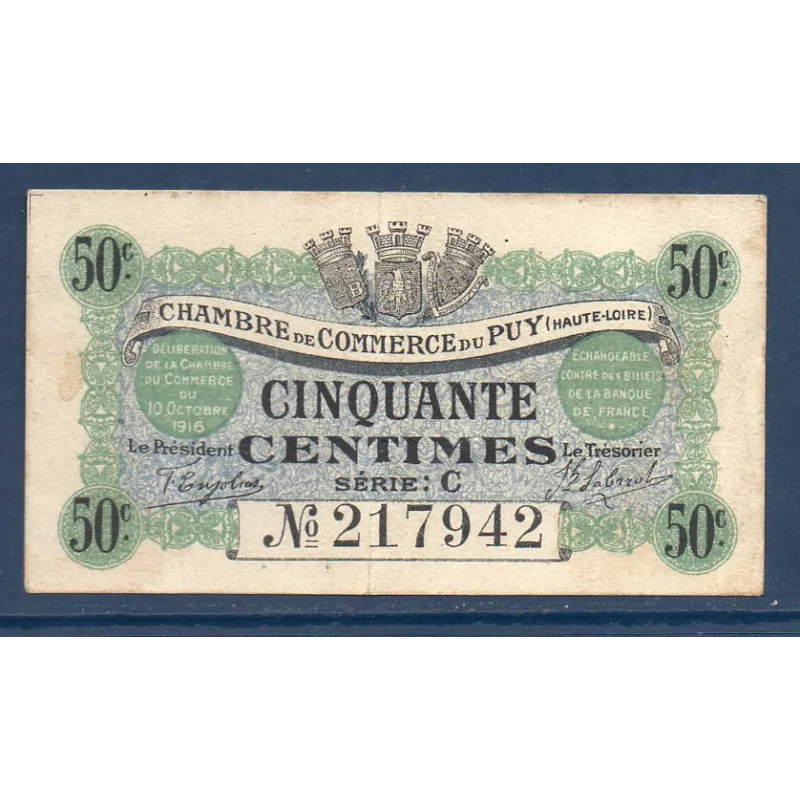 50c.
50c.
B
CHAMBRE DE COMMERCE DU PUY (HAUTE-LOIRE)
DÉLIBÉRATION
DE LA CHAMBRE
DU COMMERCE
DU
10 OCTOBRE
1916
ÉCHANGEABLE
CONTRE DES BILLETS
DE LA BANQUE
DE FRANCE
CINQUANTE
CENTIMES
Le Président
Le Trésorier
SÉRIE: C
No 217942
50c.
50c.